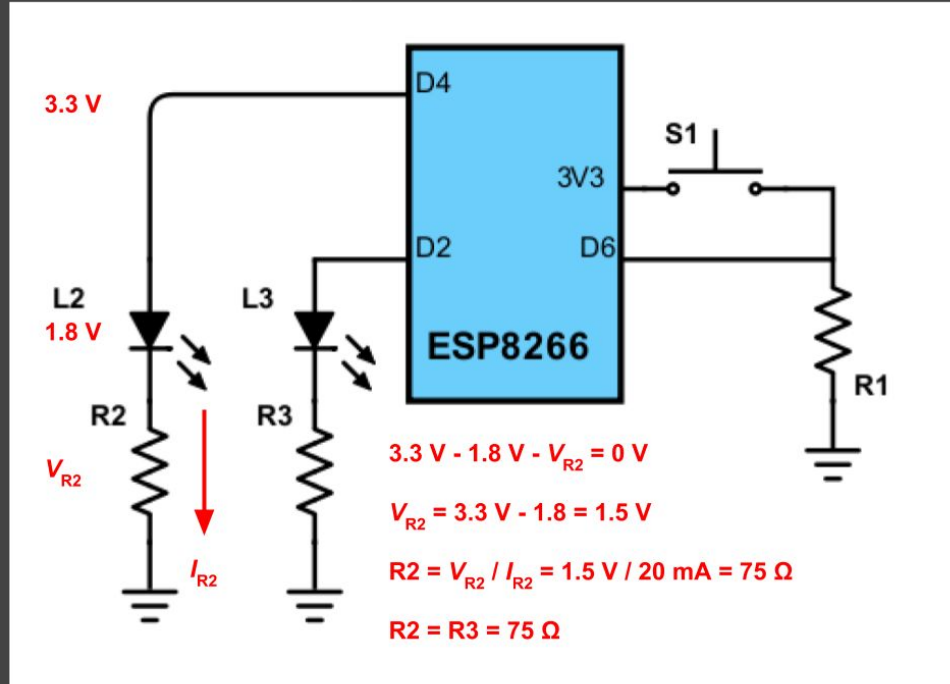 D4
3.3 V
S1
3V3
D2
D6
L2
L3
1.8 V
ESP8266
R1
R2
R3
3.3 V - 1.8 V - V_R2 = 0 V
V_R2
V_R2 = 3.3 V - 1.8 = 1.5 V
I_R2
R2 = V_R2 / I_R2 = 1.5 V / 20 mA = 75 Ω
R2 = R3 = 75 Ω